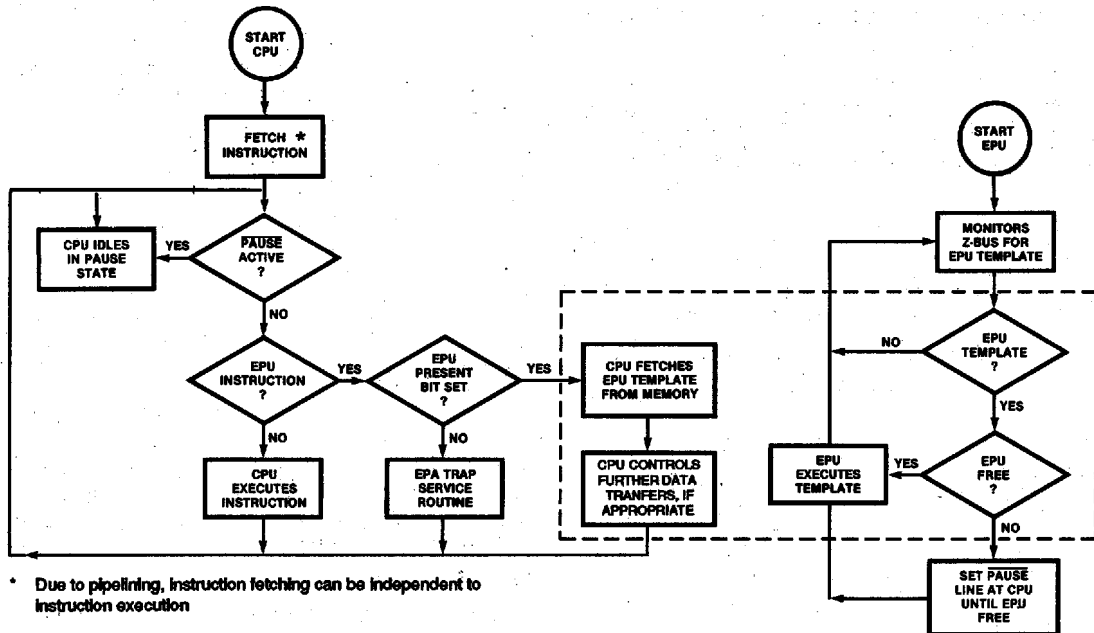 START
CPU
FETCH *
INSTRUCTION
CPU IDLES
IN PAUSE
STATE
YES
PAUSE
ACTIVE
?
NO
EPU
INSTRUCTION
?
YES
EPU
PRESENT
BIT SET
?
YES
NO
CPU
EXECUTES
INSTRUCTION
NO
EPA TRAP
SERVICE
ROUTINE
CPU FETCHES
EPU TEMPLATE
FROM MEMORY
CPU CONTROLS
FURTHER DATA
TRANFERS, IF
APPROPRIATE
START
EPU
MONITORS
Z-BUS FOR
EPU TEMPLATE
NO
EPU
TEMPLATE
?
YES
EPU
EXECUTES
TEMPLATE
YES
EPU
FREE
?
NO
SET PAUSE
LINE AT CPU
UNTIL EPU
FREE
* Due to pipelining, instruction fetching can be independent to
instruction execution